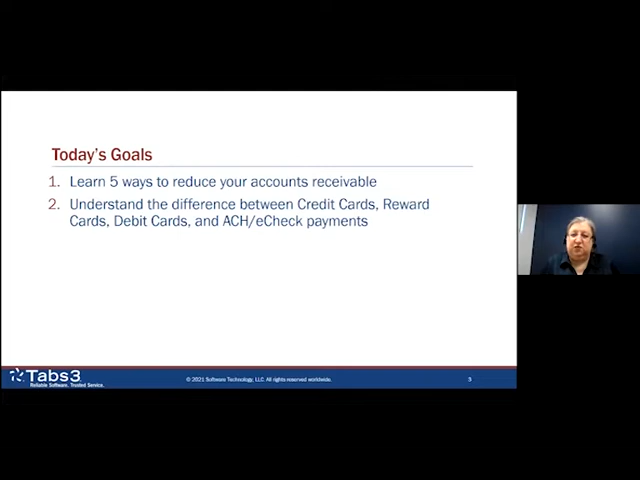 Today's Goals
1. Learn 5 ways to reduce your accounts receivable
2. Understand the difference between Credit Cards, Reward
Cards, Debit Cards, and ACH/eCheck payments
Tabs3
Reliable Software. Trusted Service.
© 2021 Software Technology, LLC. All rights reserved worldwide.
3